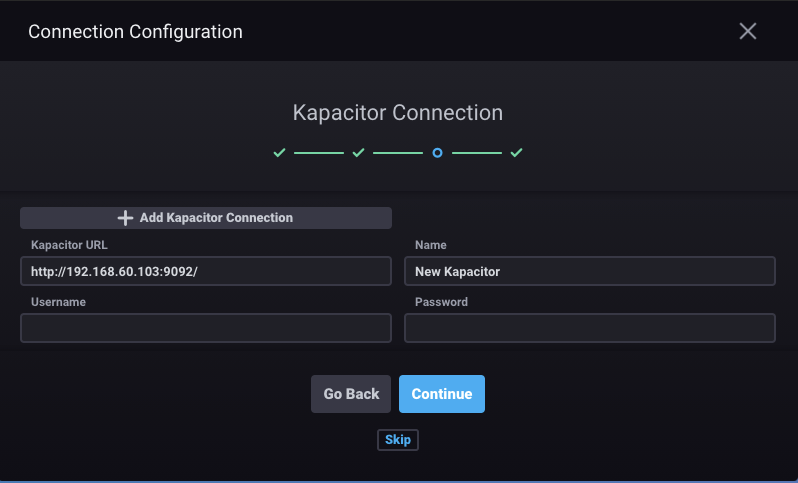 Connection Configuration
Kapacitor Connection
Add Kapacitor Connection
Kapacitor URL
Name
http://192.168.60.103:9092/
New Kapacitor
Username
Password
Go Back
Continue
Skip